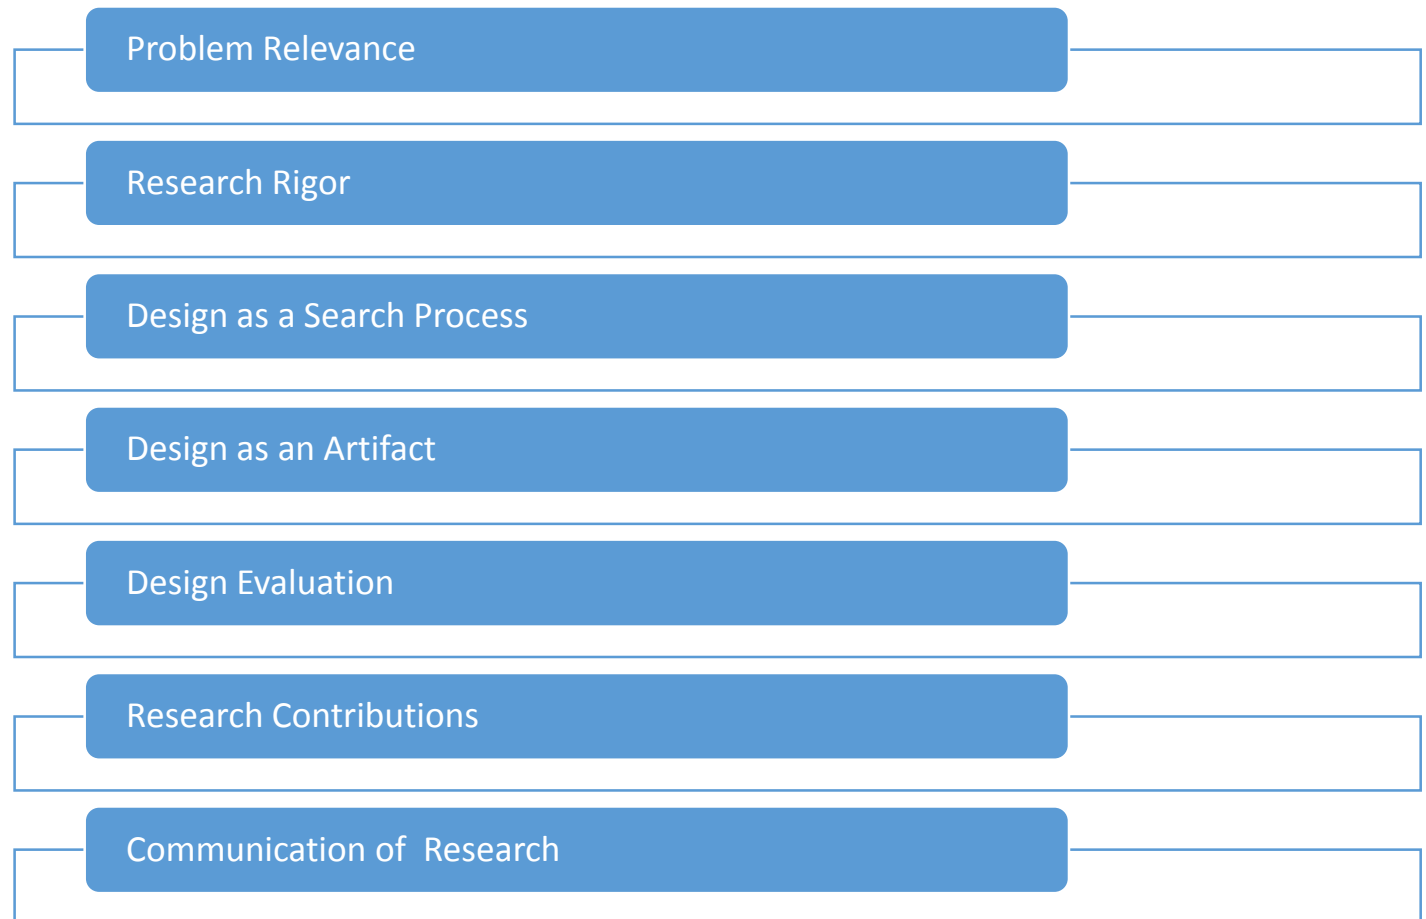 Problem Relevance
Research Rigor
Design as a Search Process
Design as an Artifact
Design Evaluation
Research Contributions
Communication of  Research